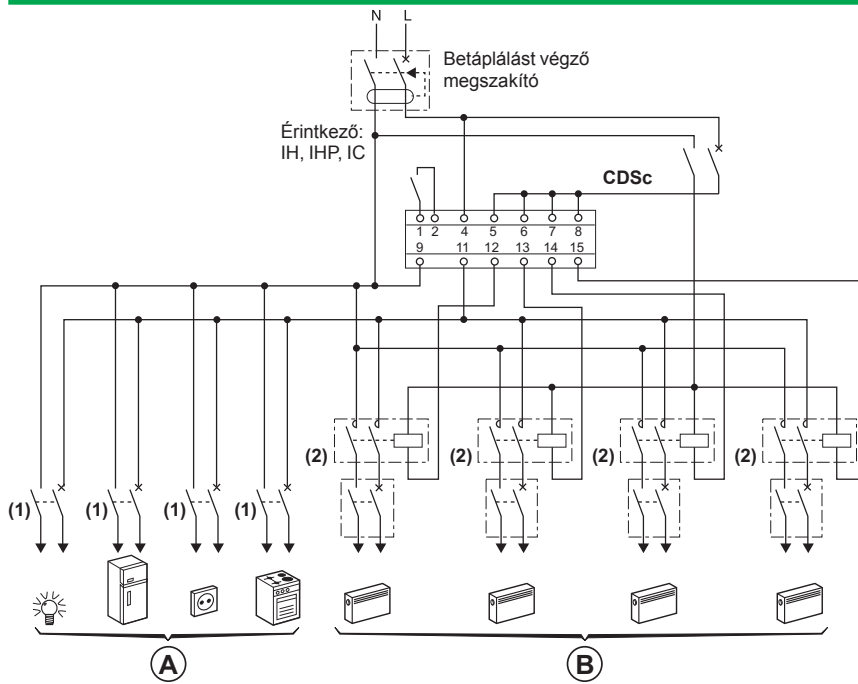 N L
Betáplálást végző
megszakító
Érintkező:
IH, IHP, IC
CDSc
1 2 4 5 6 7 8
9 11 12 13 14 15
(2) (2) (2) (2)
(1) (1) (1) (1)
A B